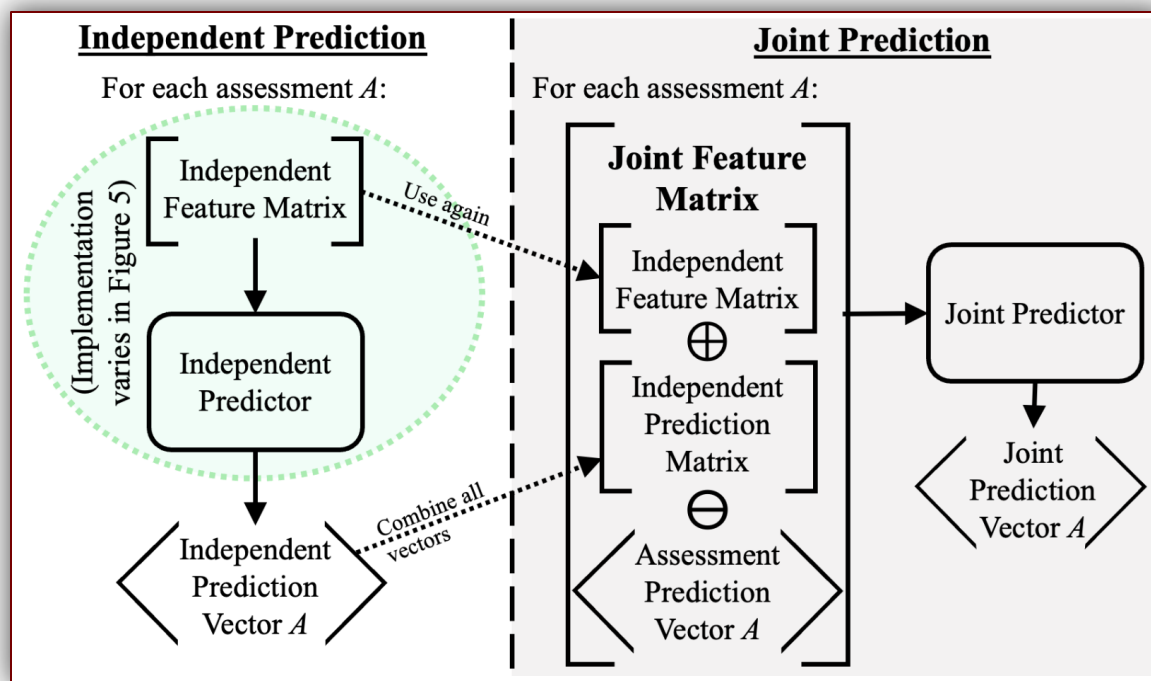 Independent Prediction
For each assessment A:
(Implementation
varies in Figure 5)
Independent
Feature Matrix
Independent
Predictor
Independent
Prediction
Vector A
Use again
Combine all
vectors
Joint Prediction
For each assessment A:
Joint Feature
Matrix
Independent
Feature Matrix
⊕
Independent
Prediction
Matrix
⊖
Assessment
Prediction
Vector A
Joint Predictor
Joint
Prediction
Vector A